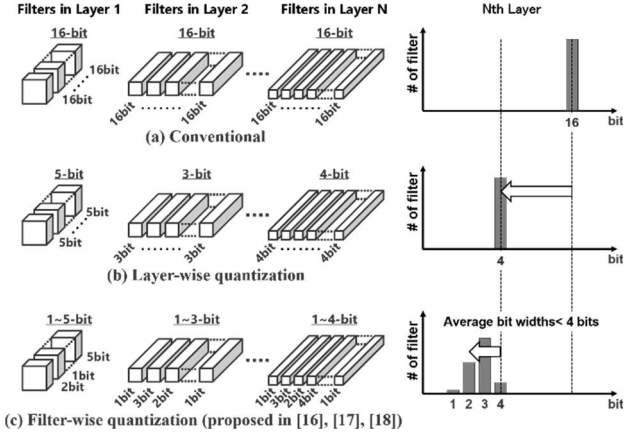 Filters in Layer 1 Filters in Layer 2 Filters in Layer N
16-bit 16-bit 16-bit
16bit
16bit
16bit 16bit
16bit 16bit
(a) Conventional
Nth Layer
# of filter
16 bit
5-bit 3-bit 4-bit
5bit
5bit
3bit 3bit
4bit 4bit
(b) Layer-wise quantization
# of filter
4 bit
1~5-bit 1~3-bit 1~4-bit
5bit
1bit
2bit
1bit 3bit 2bit 1bit
1bit 3bit 2bit 4bit 1bit
(c) Filter-wise quantization (proposed in [16], [17], [18])
Average bit widths< 4 bits
# of filter
1 2 3 4 bit